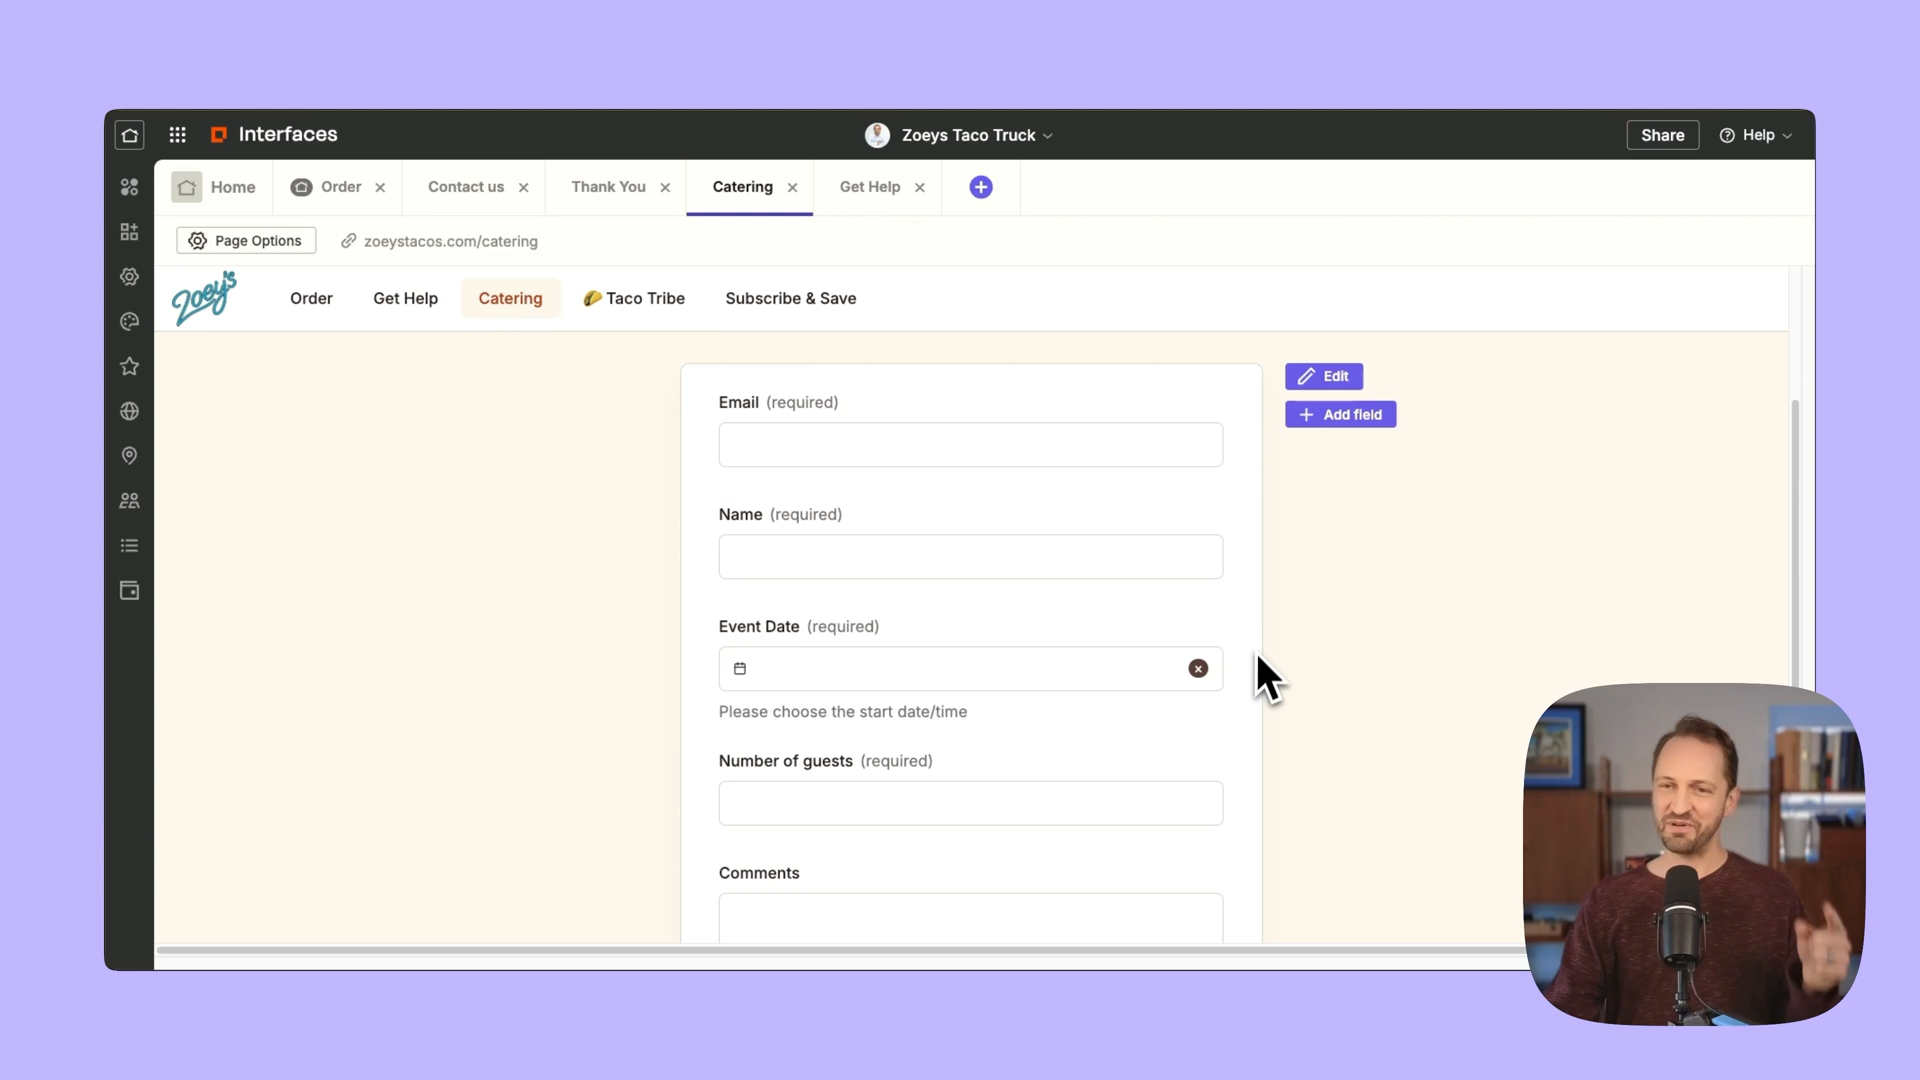 Interfaces
Zoeys Taco Truck
Share
Help
Home
Order
Contact us
Thank You
Catering
Get Help
Page Options
zoeystacos.com/catering
Zoey's
Order
Get Help
Catering
Taco Tribe
Subscribe & Save
Edit
Add field
Email (required)
Name (required)
Event Date (required)
Please choose the start date/time
Number of guests (required)
Comments